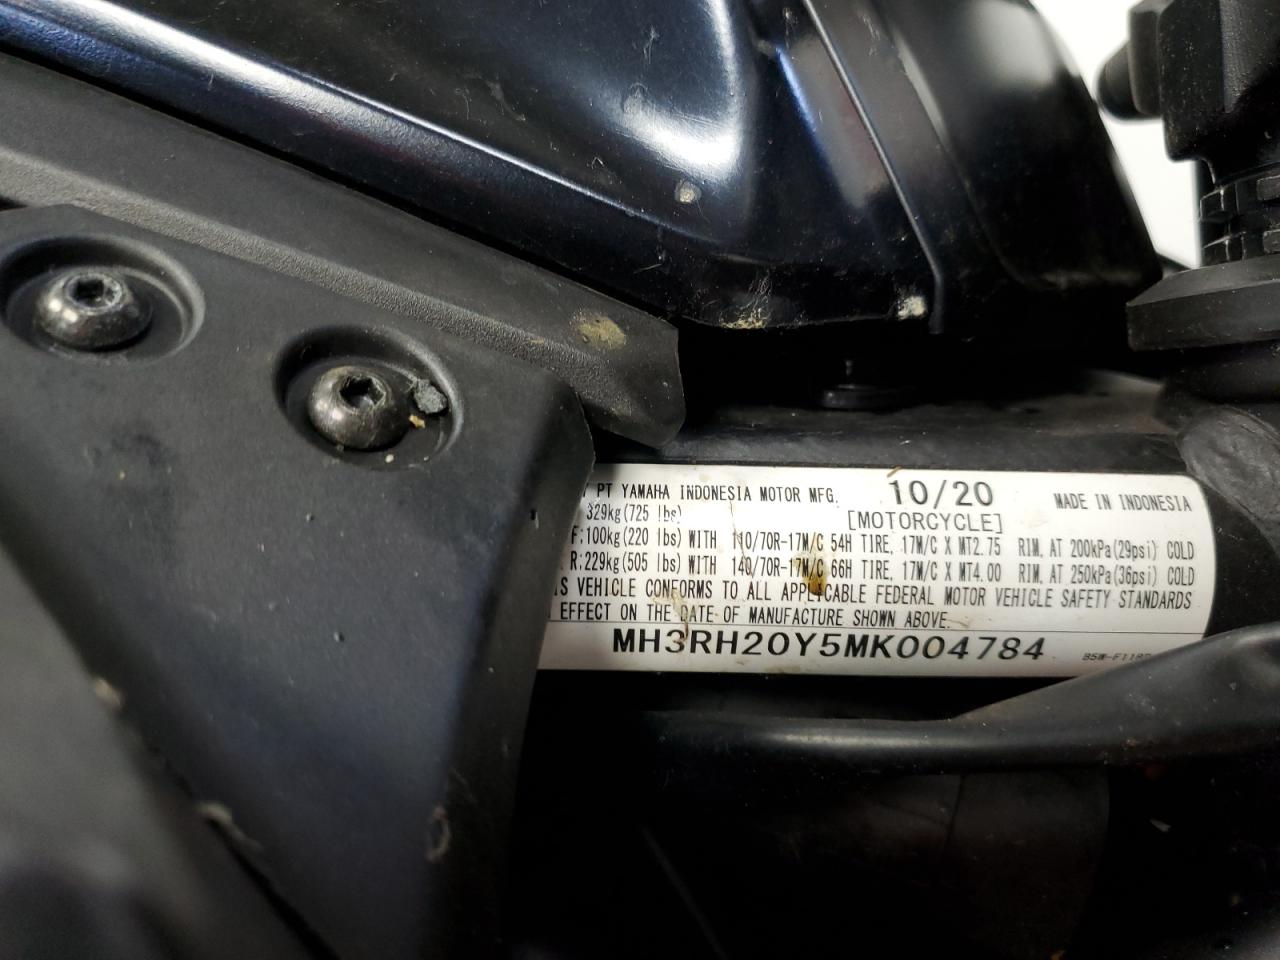 PT YAMAHA INDONESIA MOTOR MFG. 10/20 MADE IN INDONESIA
329kg(725 lbs) [MOTORCYCLE]
F:100kg(220 lbs) WITH 110/70R-17M/C 54H TIRE, 17M/C X MT2.75 RIM, AT 200kPa(29psi) COLD
R:229kg(505 lbs) WITH 140/70R-17M/C 66H TIRE, 17M/C X MT4.00 RIM, AT 250kPa(36psi) COLD
VEHICLE CONFORMS TO ALL APPLICABLE FEDERAL MOTOR VEHICLE SAFETY STANDARDS
EFFECT ON THE DATE OF MANUFACTURE SHOWN ABOVE.
MH3RH20Y5MK004784